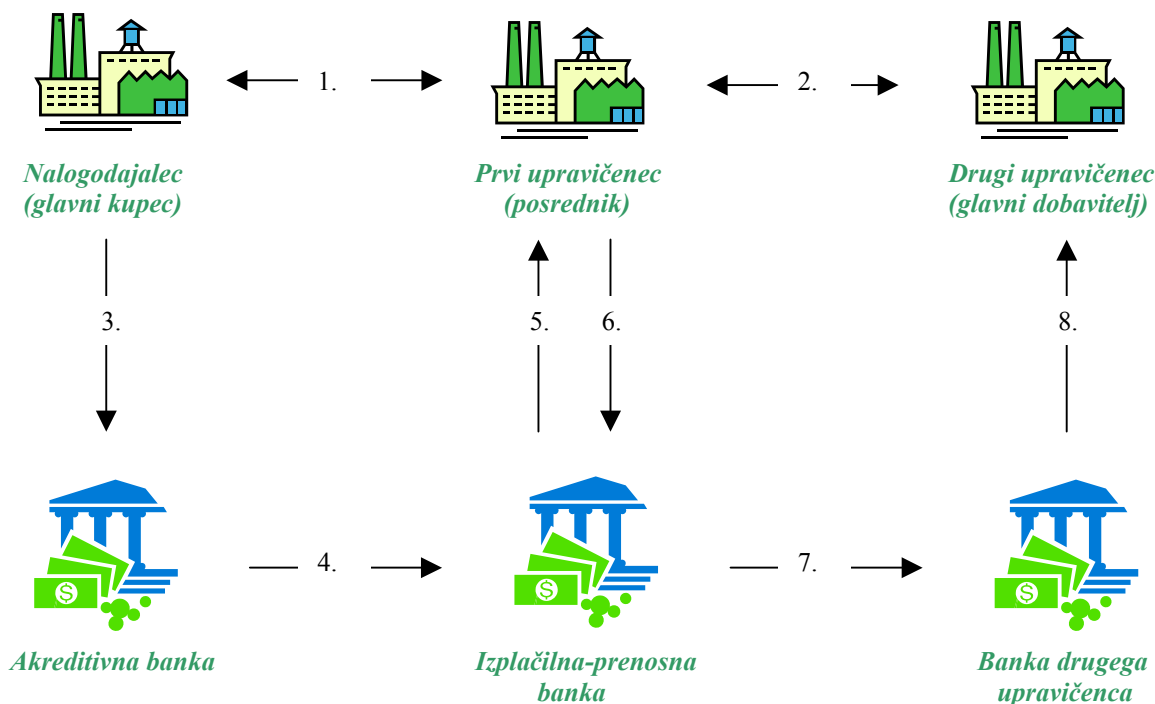 1.
2.
Nalogodajalec
(glavni kupec)
Prvi upravičenec
(posrednik)
Drugi upravičenec
(glavni dobavitelj)
3.
5.
6.
8.
$
4.
$
7.
$
Akreditivna banka
Izplačilna-prenosna
banka
Banka drugega
upravičenca